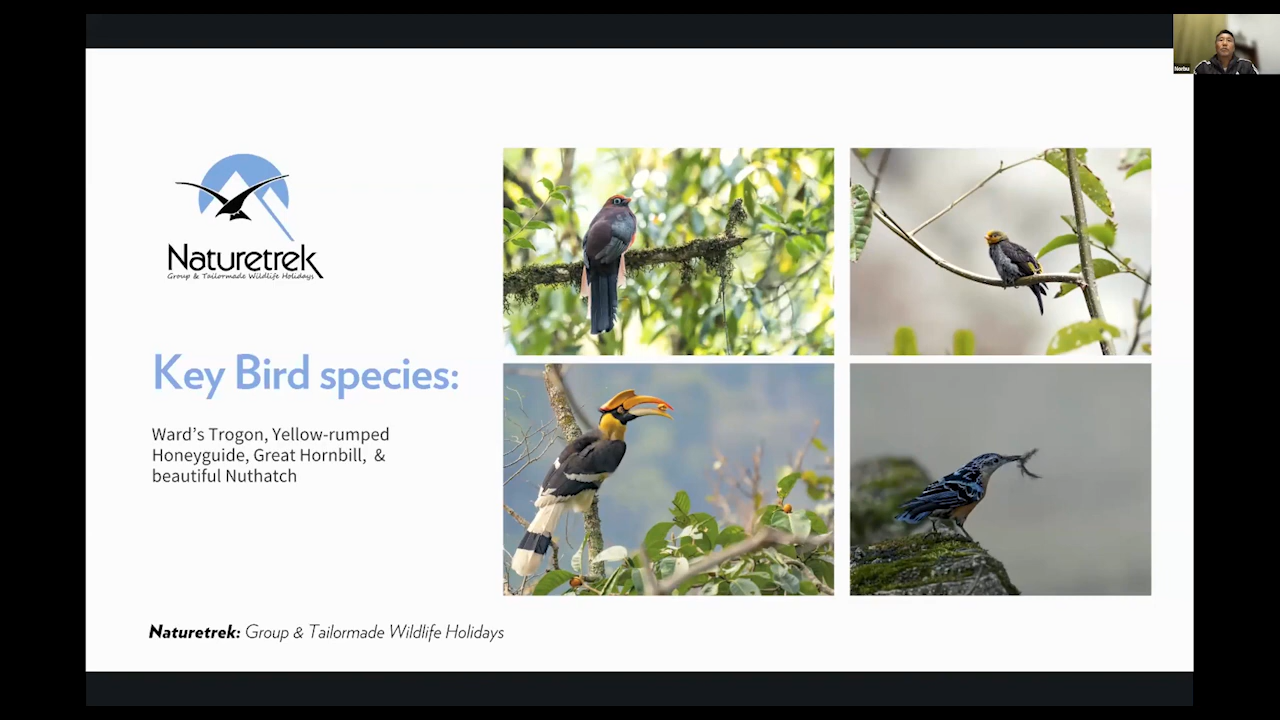 Norbu
Naturetrek
Group & Tailormade Wildlife Holidays
Key Bird species:
Ward's Trogon, Yellow-rumped
Honeyguide, Great Hornbill, &
beautiful Nuthatch
Naturetrek: Group & Tailormade Wildlife Holidays